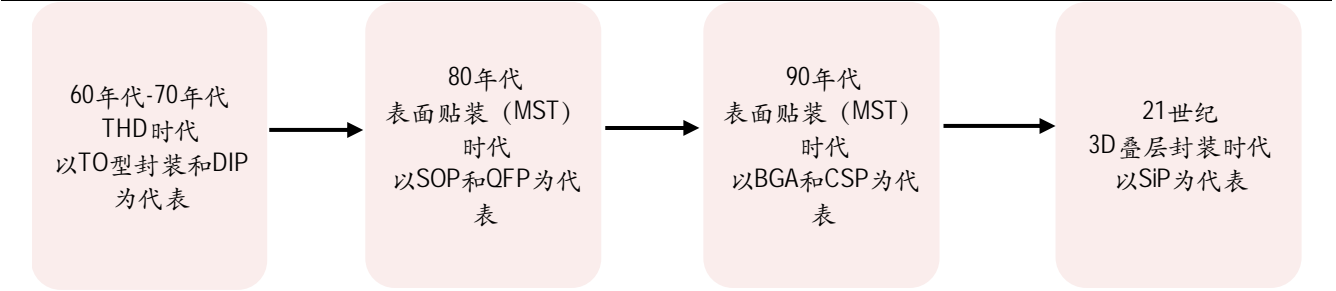 60年代-70年代
THD时代
以TO型封装和DIP
为代表
80年代
表面贴装（MST）
时代
以SOP和QFP为代
表
90年代
表面贴装（MST）
时代
以BGA和CSP为代
表
21世纪
3D叠层封装时代
以SiP为代表